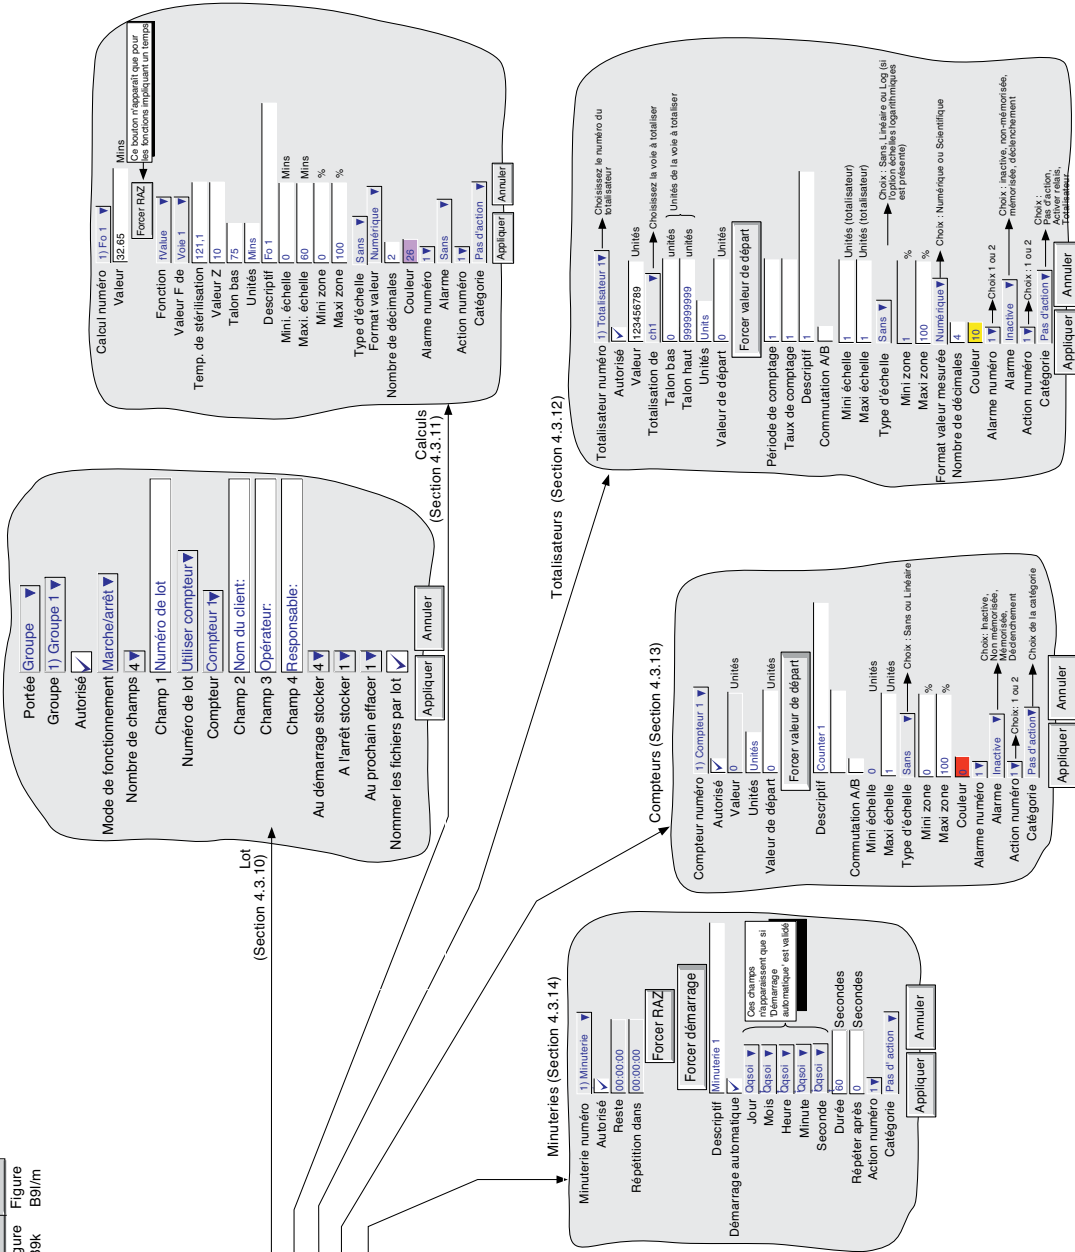 Figure
B9l/m
Lot
(Section 4.3.10)
Portée Groupe
Groupe 1) Groupe 1
Autorisé
Mode de fonctionnement Marche/arrêt
Nombre de champs 4
Champ 1 Numéro de lot
Numéro de lot Utiliser compteur
Compteur Compteur 1
Champ 2 Nom du client:
Champ 3 Opérateur:
Champ 4 Responsable:
Au démarrage stocker 4
A l'arrêt stocker 1
Au prochain effacer 1
Nommer les fichiers par lot
Appliquer Annuler
Calculs
(Section 4.3.11)
Calcul numéro 1) Fo 1
Valeur 32.65 Mins
Forcer RAZ
Ce bouton n'apparaît que pour
les fonctions impliquant un temps
Fonction fValue
Valeur F de Voie 1
Temp. de stérilisation 121,1
Valeur Z 10
Talon bas 75
Unités Mins
Descriptif Fo 1
Mini. échelle 0 Mins
Maxi. échelle 60 Mins
Mini zone 0 %
Maxi zone 100 %
Type d'échelle Sans
Format valeur Numérique
Nombre de décimales 2
Couleur 26
Alarme numéro 1
Alarme Sans
Action numéro 1
Catégorie Pas d'action
Appliquer Annuler
Totalisateurs (Section 4.3.12)
Totalisateur numéro 1) Totalisateur 1 Choisissez le numéro du
totalisateur
Autorisé
Valeur 123456789 Unités
Totalisation de ch1 Choisissez la voie à totaliser
Talon bas 0 unités
Talon haut 9999999999 unités
Unités de la voie à totaliser
Unités Units
Valeur de départ 0 Unités
Forcer valeur de départ
Période de comptage 1
Taux de comptage 1
Descriptif 1
Commutation A/B
Mini échelle 1 Unités (totalisateur)
Maxi échelle 1 Unités (totalisateur)
Type d'échelle Sans Choix : Sans, Linéaire ou Log (si
l'option échelles logarithmiques
est présente)
Mini zone 1 %
Maxi zone 100 %
Format valeur mesurée Numérique Choix : Numérique ou Scientifique
Nombre de décimales 4
Couleur 10
Alarme numéro 1 Choix 1 ou 2
Alarme Inactive Choix : inactive, non-mémorisée,
mémorisée, déclenchement
Action numéro 1 Choix : 1 ou 2
Catégorie Pas d'action Choix :
Pas d'action,
Activer relais,
Totalisateur
Appliquer Annuler
Compteurs (Section 4.3.13)
Compteur numéro 1) Compteur 1
Autorisé
Valeur 0 Unités
Unités Unités
Valeur de départ 0 Unités
Forcer valeur de départ
Descriptif Counter 1
Commutation A/B
Mini échelle 0 Unités
Maxi échelle 1 Unités
Type d'échelle Sans Choix : Sans ou Linéaire
Mini zone 0 %
Maxi zone 100 %
Couleur 0
Alarme numéro 1
Alarme Inactive Choix: Inactive,
Non mémorisée,
Mémorisée,
Déclenchement
Action numéro 1 Choix: 1 ou 2
Catégorie Pas d'action Choix de la catégorie
Appliquer Annuler
Minuteries (Section 4.3.14)
Minuterie numéro 1) Minuterie
Autorisé
Reste 00:00:00
Répétition dans 00:00:00
Forcer RAZ
Forcer démarrage
Descriptif Minuterie 1
Démarrage automatique
Jour Qqsoi
Mois Qqsoi
Heure Qqsoi
Minute Qqsoi
Seconde Qqsoi
Ces champs
n'apparaissent que si
'Démarrage
automatique' est validé
Durée 60 Secondes
Répéter après 0 Secondes
Action numéro 1
Catégorie Pas d' action
Appliquer Annuler